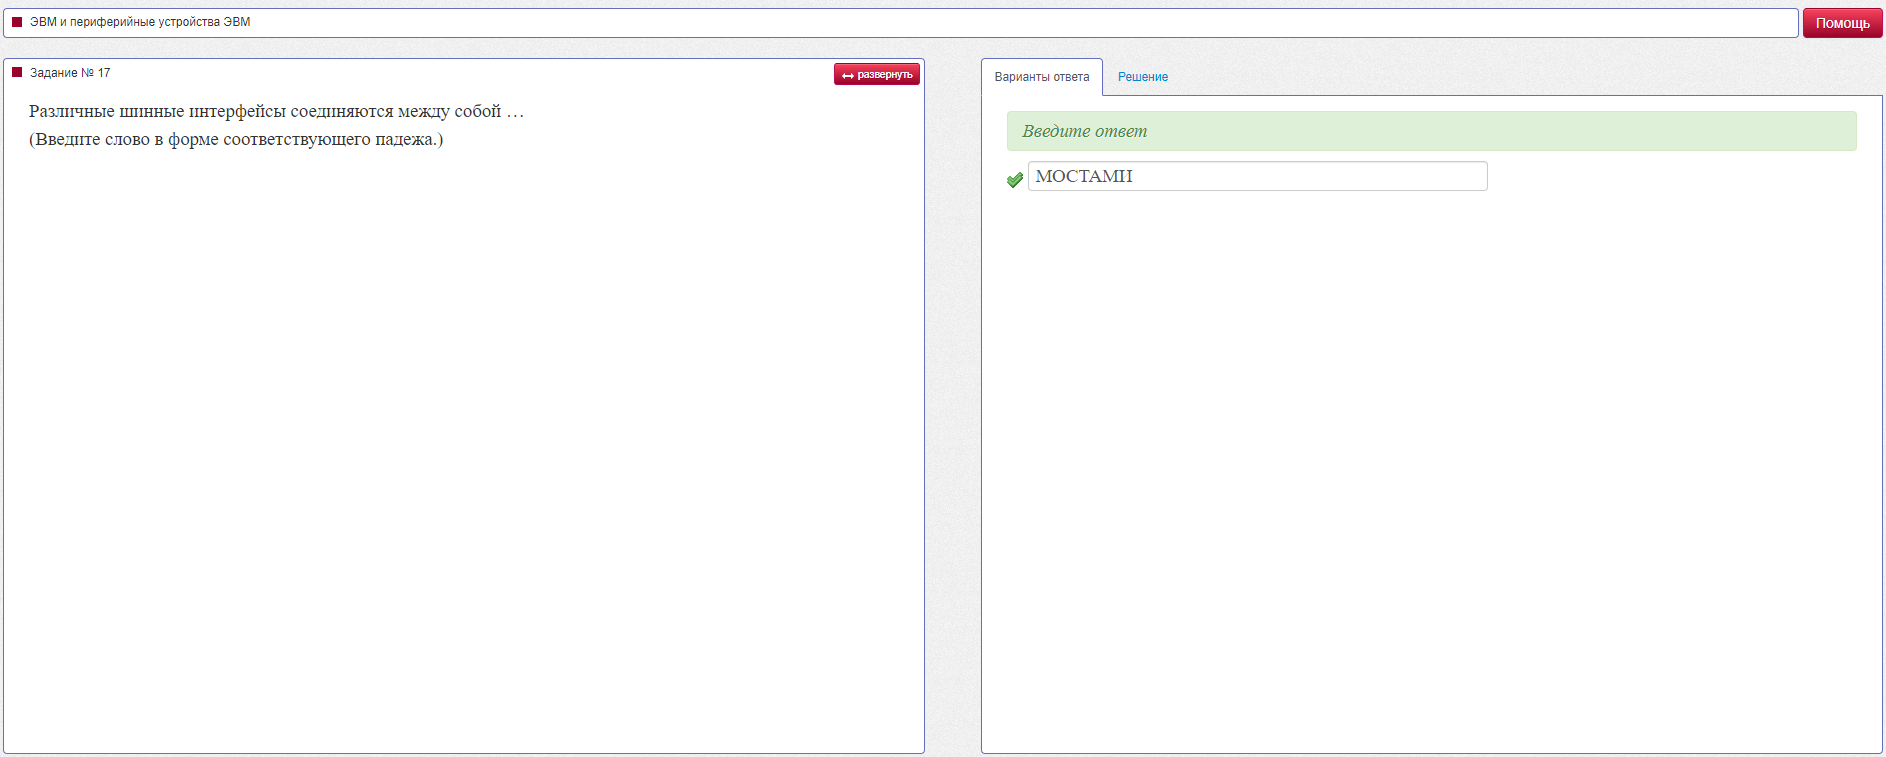 ЭВМ и периферийные устройства ЭВМ
Помощь
Задание № 17
развернуть
Различные шинные интерфейсы соединяются между собой …
(Введите слово в форме соответствующего падежа.)
Варианты ответа
Решение
Введите ответ
МОСТАМИ